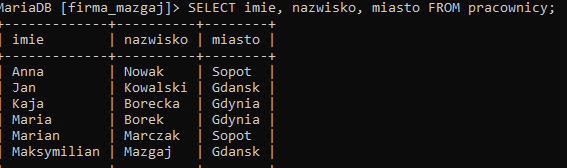 MariaDB [firma_mazgaj]> SELECT imie, nazwisko, miasto FROM pracownicy;
+------------+----------+--------+
| imie       | nazwisko | miasto |
+------------+----------+--------+
| Anna       | Nowak    | Sopot  |
| Jan        | Kowalski | Gdansk |
| Kaja       | Borecka  | Gdynia |
| Maria      | Borek    | Gdynia |
| Marian     | Marczak  | Sopot  |
| Maksymilian | Mazgaj   | Gdansk |